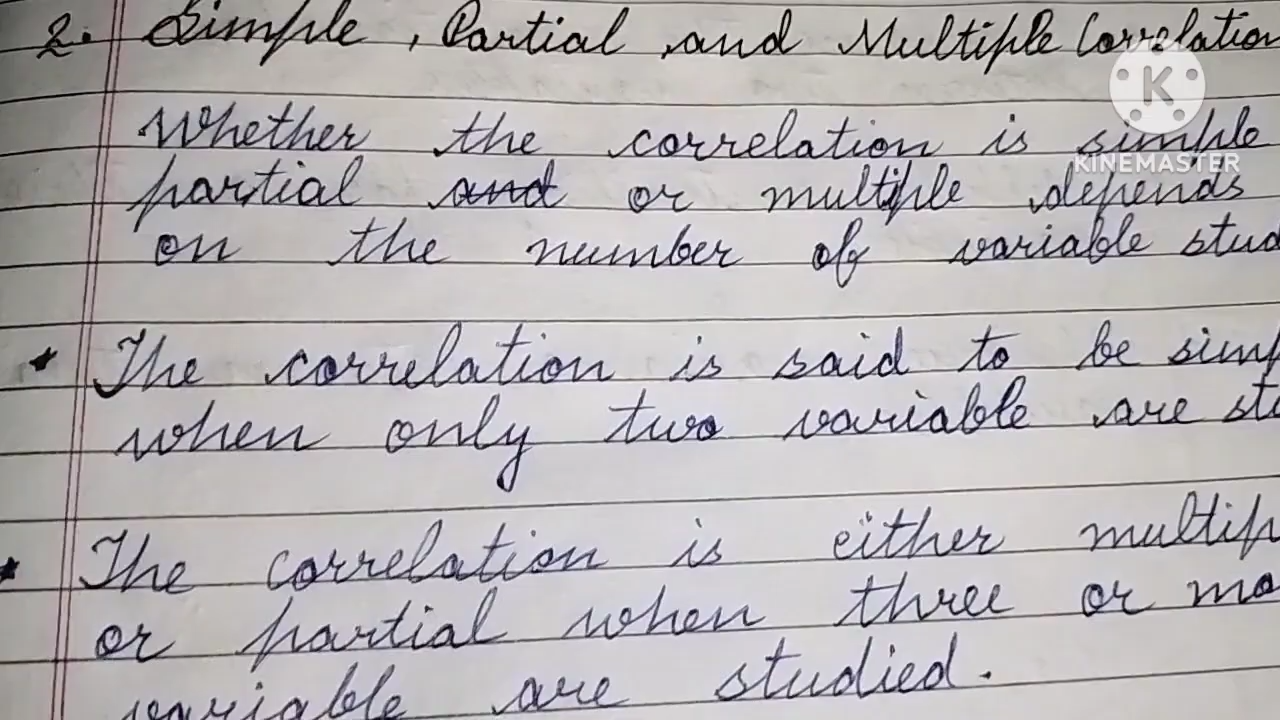 2. Simple, Partial and Multiple Correlation
Whether the correlation is simple
partial and or multiple depends
on the number of variable stud
* The correlation is said to be simp
when only two variable are stu
* The correlation is either multip
or partial when three or mo
variable are studied.
K
KINEMASTER